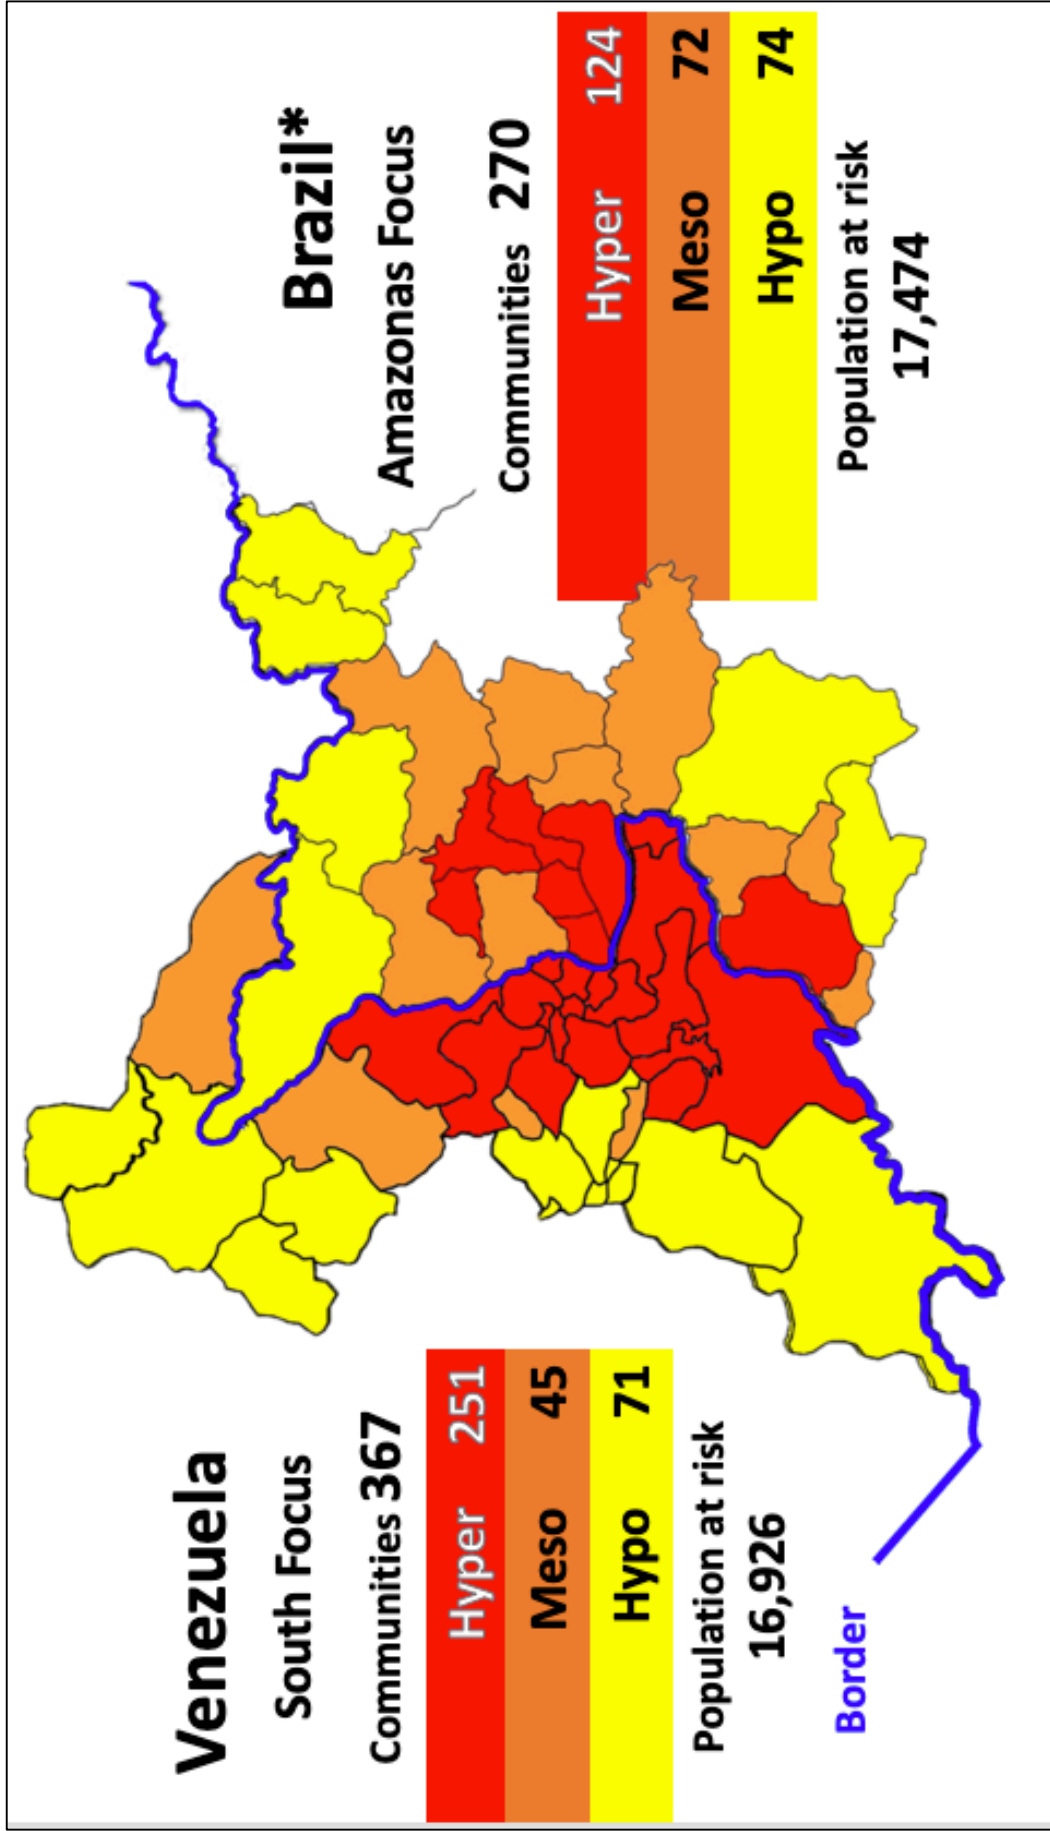 Venezuela
South Focus
Communities 367
Hyper 251
Meso 45
Hypo 71
Population at risk
16,926
Border
Brazil*
Amazonas Focus
Communities 270
Hyper 124
Meso 72
Hypo 74
Population at risk
17,474